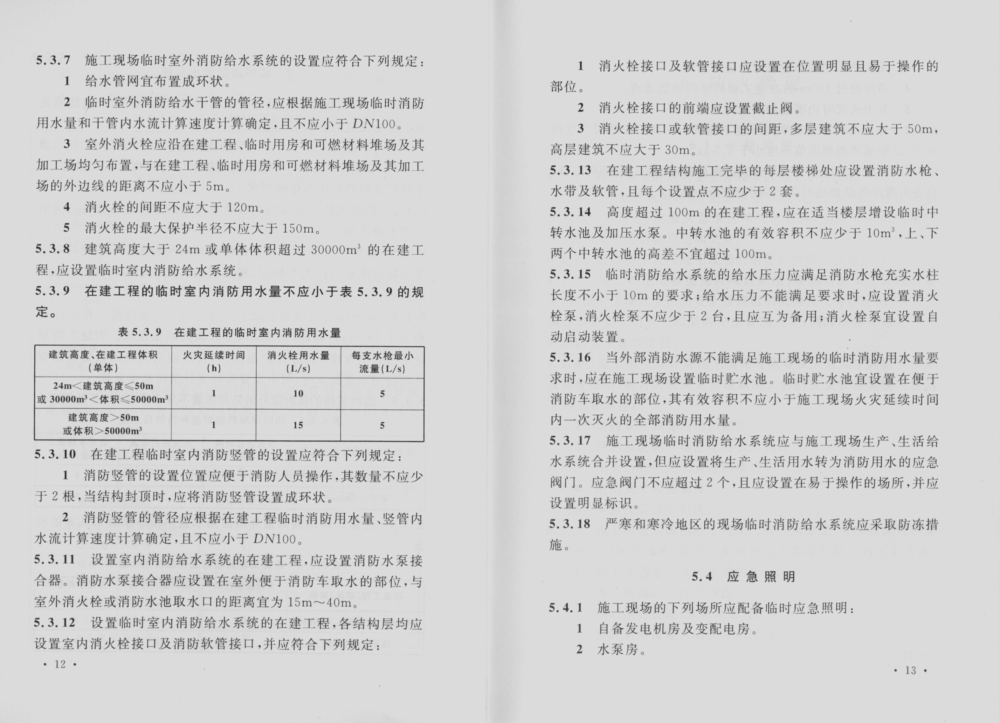 5.3.7 施工现场临时室外消防给水系统的设置应符合下列规定：
1 给水管网宜布置成环状。
2 临时室外消防给水干管的管径，应根据施工现场临时消防
用水量和干管内水流计算速度计算确定，且不应小于 DN100。
3 室外消火栓应沿在建工程、临时用房和可燃材料堆场及其
加工场均匀布置，与在建工程、临时用房和可燃材料堆场及其加工
场的外边线的距离不应小于 5m。
4 消火栓的间距不应大于 120m。
5 消火栓的最大保护半径不应大于 150m。
5.3.8 建筑高度大于 24m 或单体体积超过 30000m³ 的在建工
程，应设置临时室内消防给水系统。
5.3.9 在建工程的临时室内消防用水量不应小于表 5.3.9 的规
定。
表 5.3.9 在建工程的临时室内消防用水量
建筑高度、在建工程体积 火灾延续时间 消火栓用水量 每支水枪最小
(单体) (h) (L/s) 流量(L/s)
24m＜建筑高度≤50m
或 30000m³＜体积≤50000m³ 1 10 5
建筑高度＞50m
或体积＞50000m³ 1 15 5
5.3.10 在建工程临时室内消防竖管的设置应符合下列规定：
1 消防竖管的设置位置应便于消防人员操作，其数量不应少
于 2 根，当结构封顶时，应将消防竖管设置成环状。
2 消防竖管的管径应根据在建工程临时消防用水量、竖管内
水流计算速度计算确定，且不应小于 DN100。
5.3.11 设置室内消防给水系统的在建工程，应设置消防水泵接
合器。消防水泵接合器应设置在室外便于消防车取水的部位，与
室外消火栓或消防水池取水口的距离宜为 15m～40m。
5.3.12 设置临时室内消防给水系统的在建工程，各结构层均应
设置室内消火栓接口及消防软管接口，并应符合下列规定：
• 12 •
1 消火栓接口及软管接口应设置在位置明显且易于操作的
部位。
2 消火栓接口的前端应设置截止阀。
3 消火栓接口或软管接口的间距，多层建筑不应大于 50m，
高层建筑不应大于 30m。
5.3.13 在建工程结构施工完毕的每层楼梯处应设置消防水枪、
水带及软管，且每个设置点不应少于 2 套。
5.3.14 高度超过 100m 的在建工程，应在适当楼层增设临时中
转水池及加压水泵。中转水池的有效容积不应少于 10m³，上、下
两个中转水池的高差不宜超过 100m。
5.3.15 临时消防给水系统的给水压力应满足消防水枪充实水柱
长度不小于 10m 的要求；给水压力不能满足要求时，应设置消火
栓泵，消火栓泵不应少于 2 台，且应互为备用；消火栓泵宜设置自
动启动装置。
5.3.16 当外部消防水源不能满足施工现场的临时消防用水量要
求时，应在施工现场设置临时贮水池。临时贮水池宜设置在便于
消防车取水的部位，其有效容积不应小于施工现场火灾延续时间
内一次灭火的全部消防用水量。
5.3.17 施工现场临时消防给水系统应与施工现场生产、生活给
水系统合并设置，但应设置将生产、生活用水转为消防用水的应急
阀门。应急阀门不应超过 2 个，且应设置在易于操作的场所，并应
设置明显标识。
5.3.18 严寒和寒冷地区的现场临时消防给水系统应采取防冻措
施。
5.4 应急照明
5.4.1 施工现场的下列场所应配备临时应急照明：
1 自备发电机房及变配电房。
2 水泵房。
• 13 •